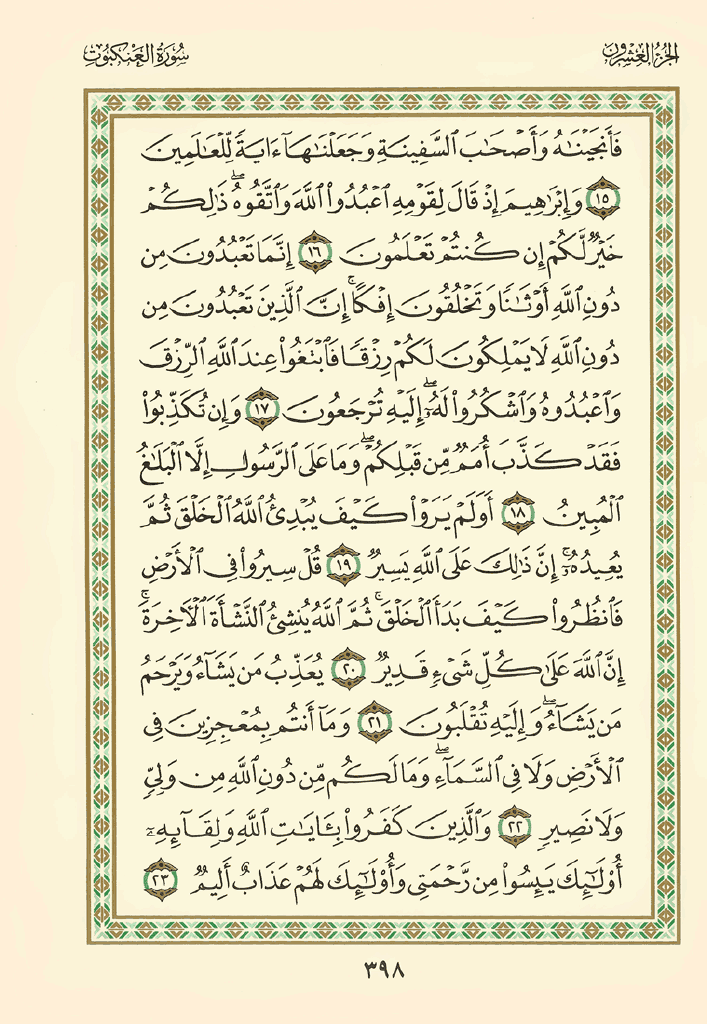 الجزء العشرون
سورة العنكبوت
فَأَنجَيْنَٰهُ وَأَصْحَٰبَ ٱلسَّفِينَةِ وَجَعَلْنَٰهَآ ءَايَةً لِّلْعَٰلَمِينَ
١٥ وَإِبْرَٰهِيمَ إِذْ قَالَ لِقَوْمِهِ ٱعْبُدُوا۟ ٱللَّهَ وَٱتَّقُوهُ ۖ ذَٰلِكُمْ
خَيْرٌ لَّكُمْ إِن كُنتُمْ تَعْلَمُونَ ١٦ إِنَّمَا تَعْبُدُونَ مِن
دُونِ ٱللَّهِ أَوْثَٰنًا وَتَخْلُقُونَ إِفْكًا ۚ إِنَّ ٱلَّذِينَ تَعْبُدُونَ مِن
دُونِ ٱللَّهِ لَا يَمْلِكُونَ لَكُمْ رِزْقًا فَٱبْتَغُوا۟ عِندَ ٱللَّهِ ٱلرِّزْقَ
وَٱعْبُدُوهُ وَٱشْكُرُوا۟ لَهُۥٓ ۖ إِلَيْهِ تُرْجَعُونَ ١٧ وَإِن تُكَذِّبُوا۟
فَقَدْ كَذَّبَ أُمَمٌ مِّن قَبْلِكُمْ ۖ وَمَا عَلَى ٱلرَّسُولِ إِلَّا ٱلْبَلَٰغُ
ٱلْمُبِينُ ١٨ أَوَلَمْ يَرَوْا۟ كَيْفَ يُبْدِئُ ٱللَّهُ ٱلْخَلْقَ ثُمَّ
يُعِيدُهُۥٓ ۚ إِنَّ ذَٰلِكَ عَلَى ٱللَّهِ يَسِيرٌ ١٩ قُلْ سِيرُوا۟ فِى ٱلْأَرْضِ
فَٱنظُرُوا۟ كَيْفَ بَدَأَ ٱلْخَلْقَ ۚ ثُمَّ ٱللَّهُ يُنشِئُ ٱلنَّشْأَةَ ٱلْءَاخِرَةَ ۚ
إِنَّ ٱللَّهَ عَلَىٰ كُلِّ شَىْءٍ قَدِيرٌ ٢٠ يُعَذِّبُ مَن يَشَآءُ وَيَرْحَمُ
مَن يَشَآءُ ۖ وَإِلَيْهِ تُقْلَبُونَ ٢١ وَمَآ أَنتُم بِمُعْجِزِينَ فِى
ٱلْأَرْضِ وَلَا فِى ٱلسَّمَآءِ ۖ وَمَا لَكُم مِّن دُونِ ٱللَّهِ مِن وَلِىٍّ
وَلَا نَصِيرٍ ٢٢ وَٱلَّذِينَ كَفَرُوا۟ بِـَٔايَٰتِ ٱللَّهِ وَلِقَآئِهِۦٓ
أُو۟لَٰٓئِكَ يَئِسُوا۟ مِن رَّحْمَتِى وَأُو۟لَٰٓئِكَ لَهُمْ عَذَابٌ أَلِيمٌ ٢٣
٣٩٨